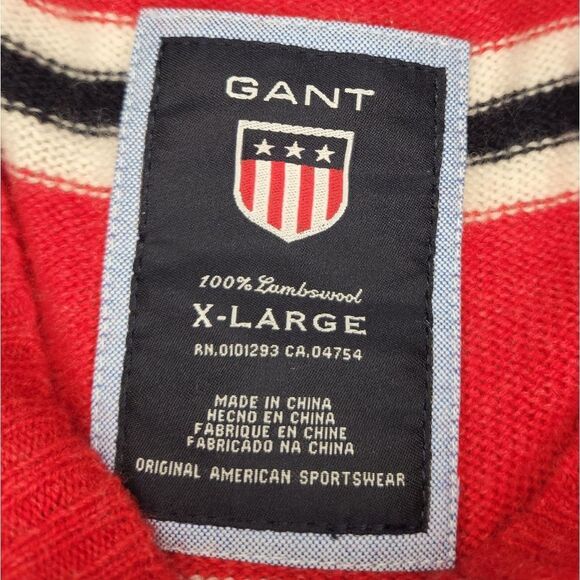 GANT
100% Lambswool
X-LARGE
RN.0101293 CA.04754
MADE IN CHINA
HECNO EN CHINA
FABRIQUE EN CHINE
FABRICADO NA CHINA
ORIGINAL AMERICAN SPORTSWEAR